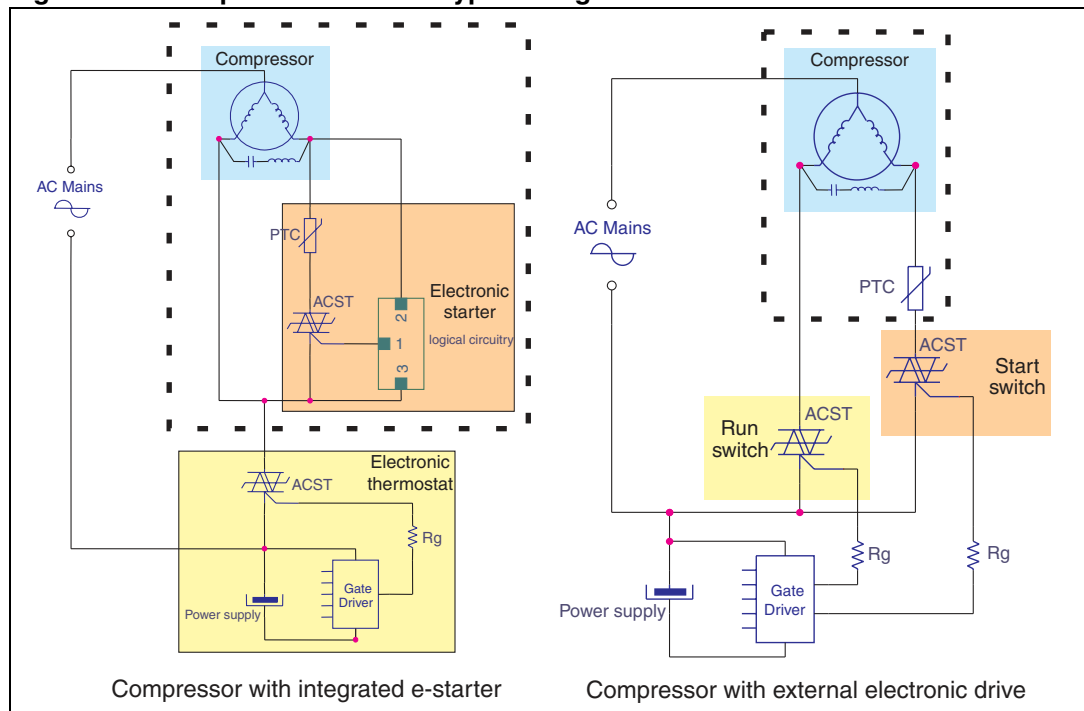 Compressor
AC Mains
PTC
ACST
Electronic
starter
logical circuitry
2
1
3
Electronic
thermostat
ACST
Rg
Gate
Driver
Power supply
Compressor with integrated e-starter
Compressor
AC Mains
PTC
ACST
Start
switch
ACST
Run
switch
Rg
Rg
Gate
Driver
Power supply
Compressor with external electronic drive